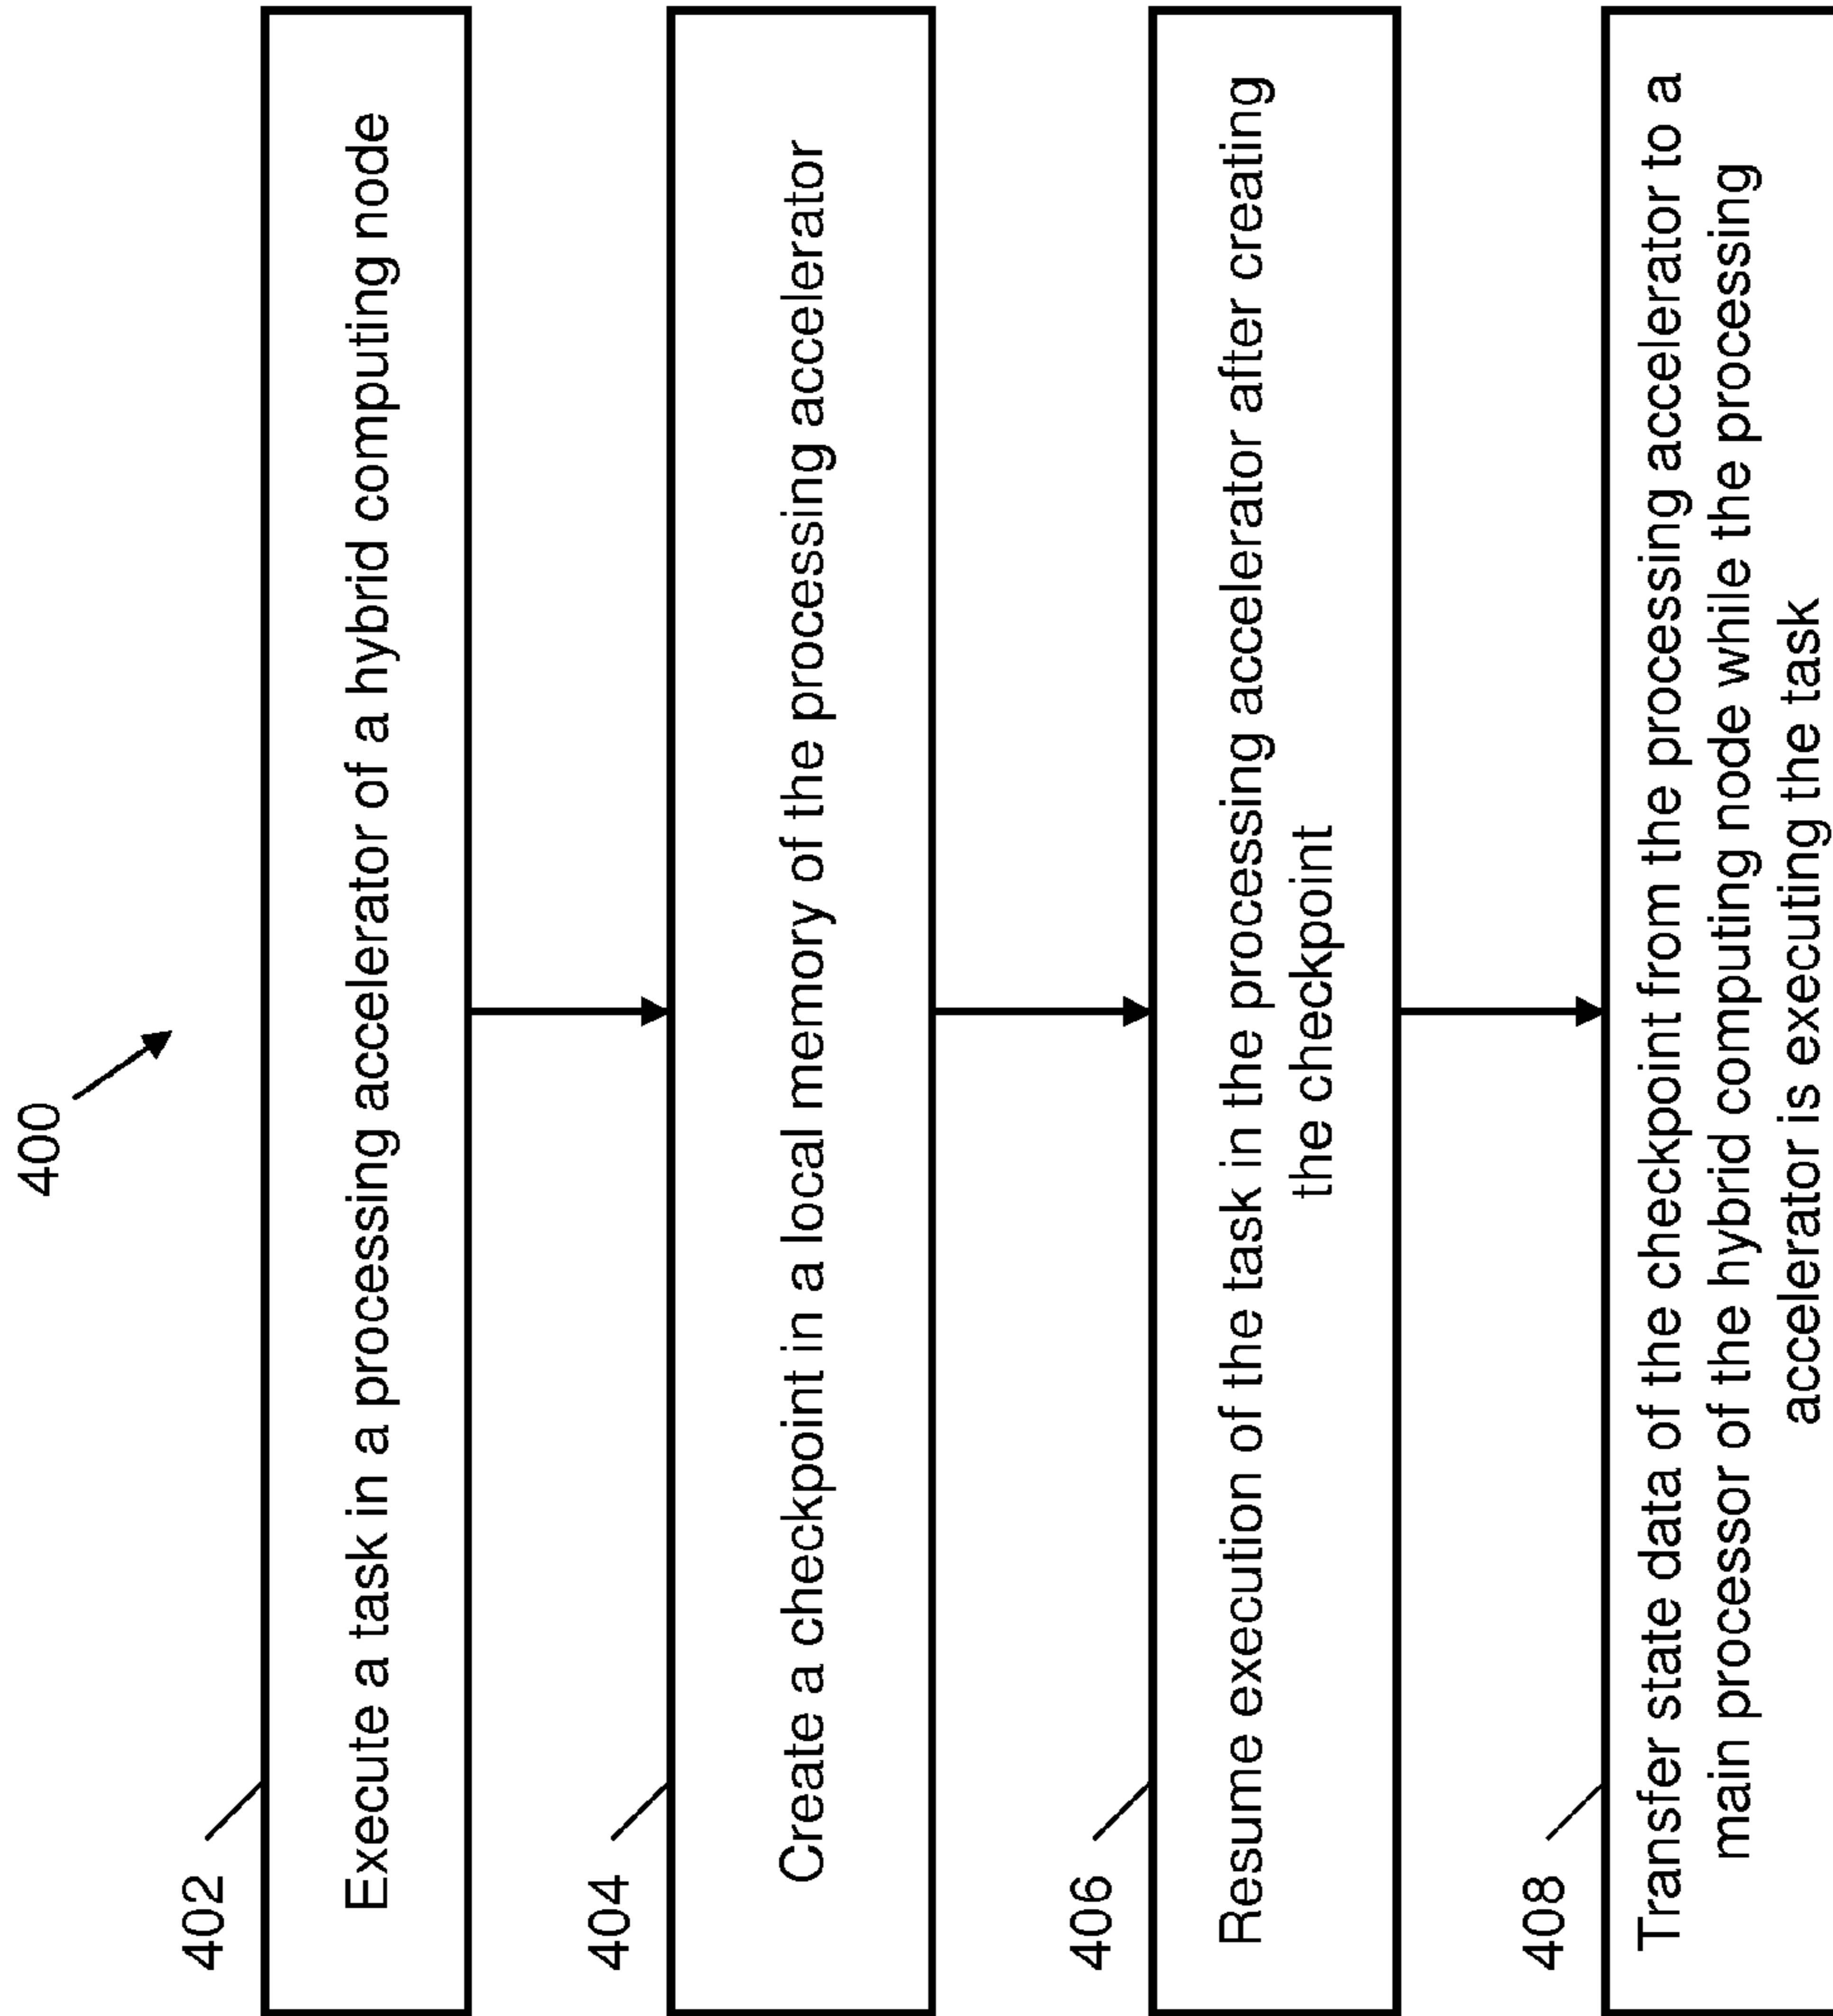 400
402
Execute a task in a processing accelerator of a hybrid computing node
404
Create a checkpoint in a local memory of the processing accelerator
406
Resume execution of the task in the processing accelerator after creating
the checkpoint
408
Transfer state data of the checkpoint from the processing accelerator to a
main processor of the hybrid computing node while the processing
accelerator is executing the task